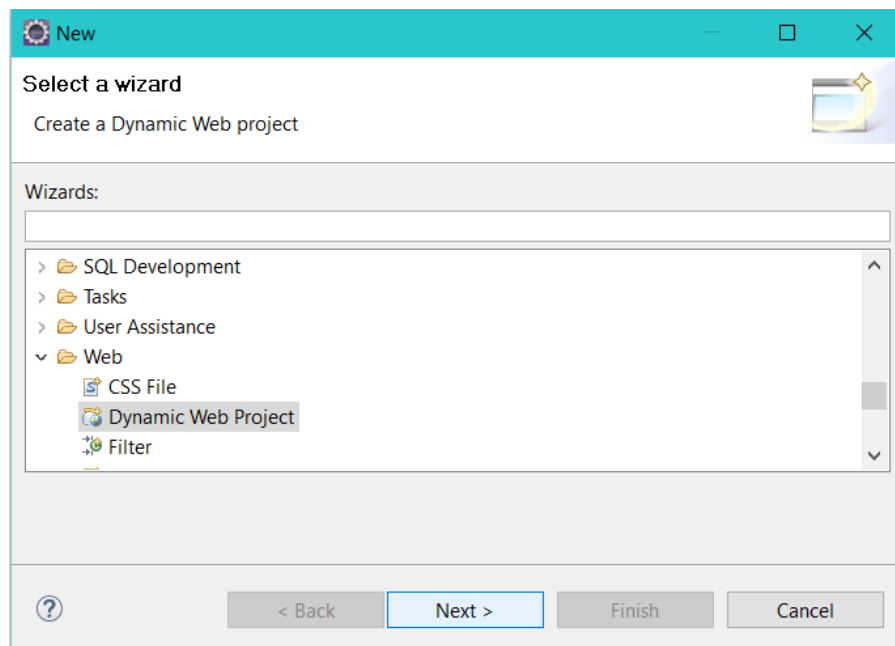 New
Select a wizard
Create a Dynamic Web project
Wizards:
SQL Development
Tasks
User Assistance
Web
CSS File
Dynamic Web Project
Filter
< Back Next > Finish Cancel